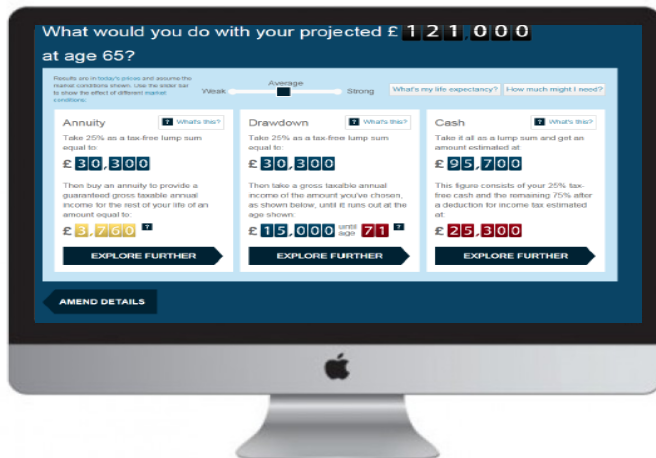 What would you do with your projected £ 121,000
at age 65?
Results are in today's prices and assume the
market conditions shown. Use the slider bar
to show the effect of different market
conditions:
Weak
Average
Strong
What's my life expectancy?
How much might I need?
Annuity
? What's this?
Take 25% as a tax-free lump sum
equal to:
£ 30,300
Then buy an annuity to provide a
guaranteed gross taxable annual
income for the rest of your life of an
amount equal to:
£ 3,760 ?
EXPLORE FURTHER
Drawdown
? What's this?
Take 25% as a tax-free lump sum
equal to:
£ 30,300
Then take a gross taxable annual
income of the amount you've chosen,
as shown below, until it runs out at the
age shown:
£ 15,000 until age 71 ?
EXPLORE FURTHER
Cash
? What's this?
Take it all as a lump sum and get an
amount estimated at
£ 95,700
This figure consists of your 25% tax-
free cash and the remaining 75% after
a deduction for income tax estimated
at:
£ 25,300
EXPLORE FURTHER
AMEND DETAILS